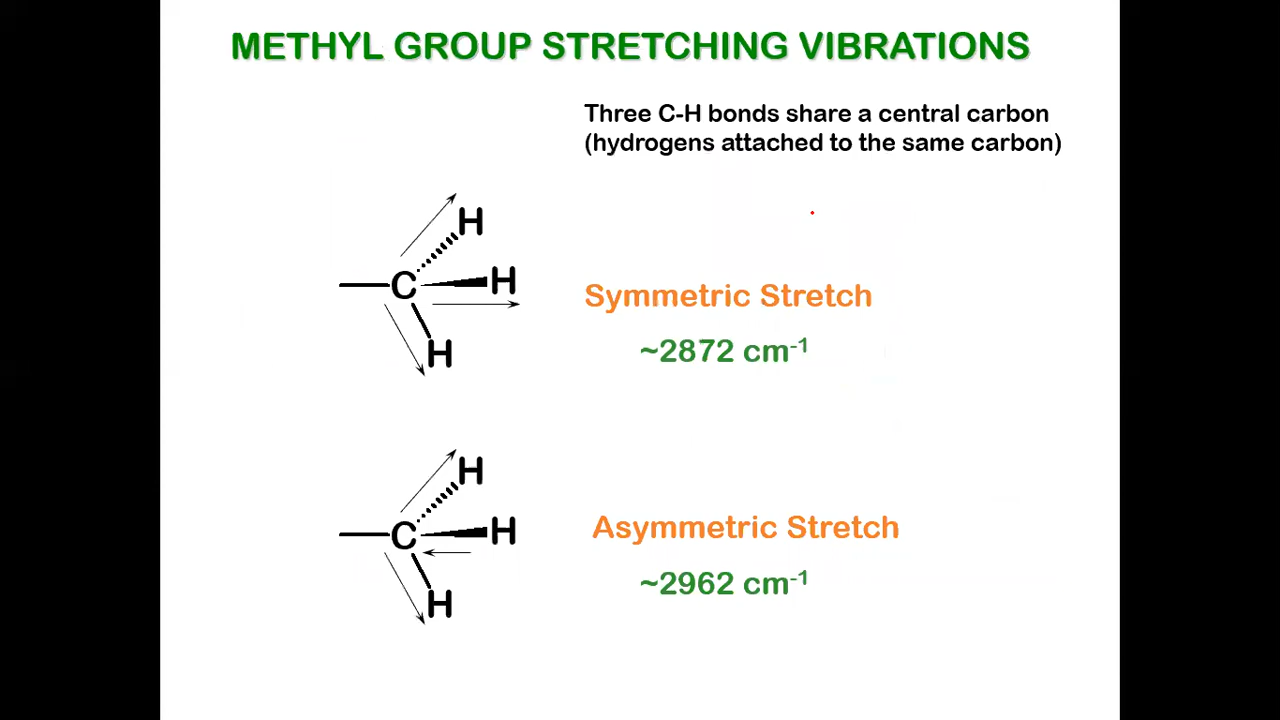 METHYL GROUP STRETCHING VIBRATIONS
Three C-H bonds share a central carbon
(hydrogens attached to the same carbon)
H
C
H
H
Symmetric Stretch
~2872 cm⁻¹
H
C
H
H
Asymmetric Stretch
~2962 cm⁻¹